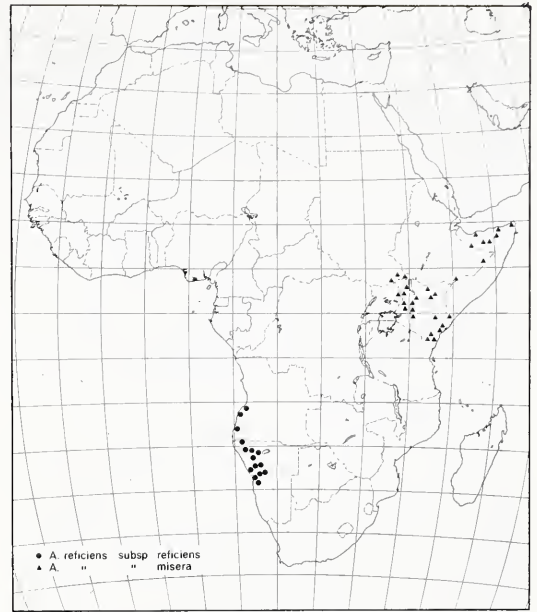 ● A. reficiens subsp reficiens
▲ A. " " misera